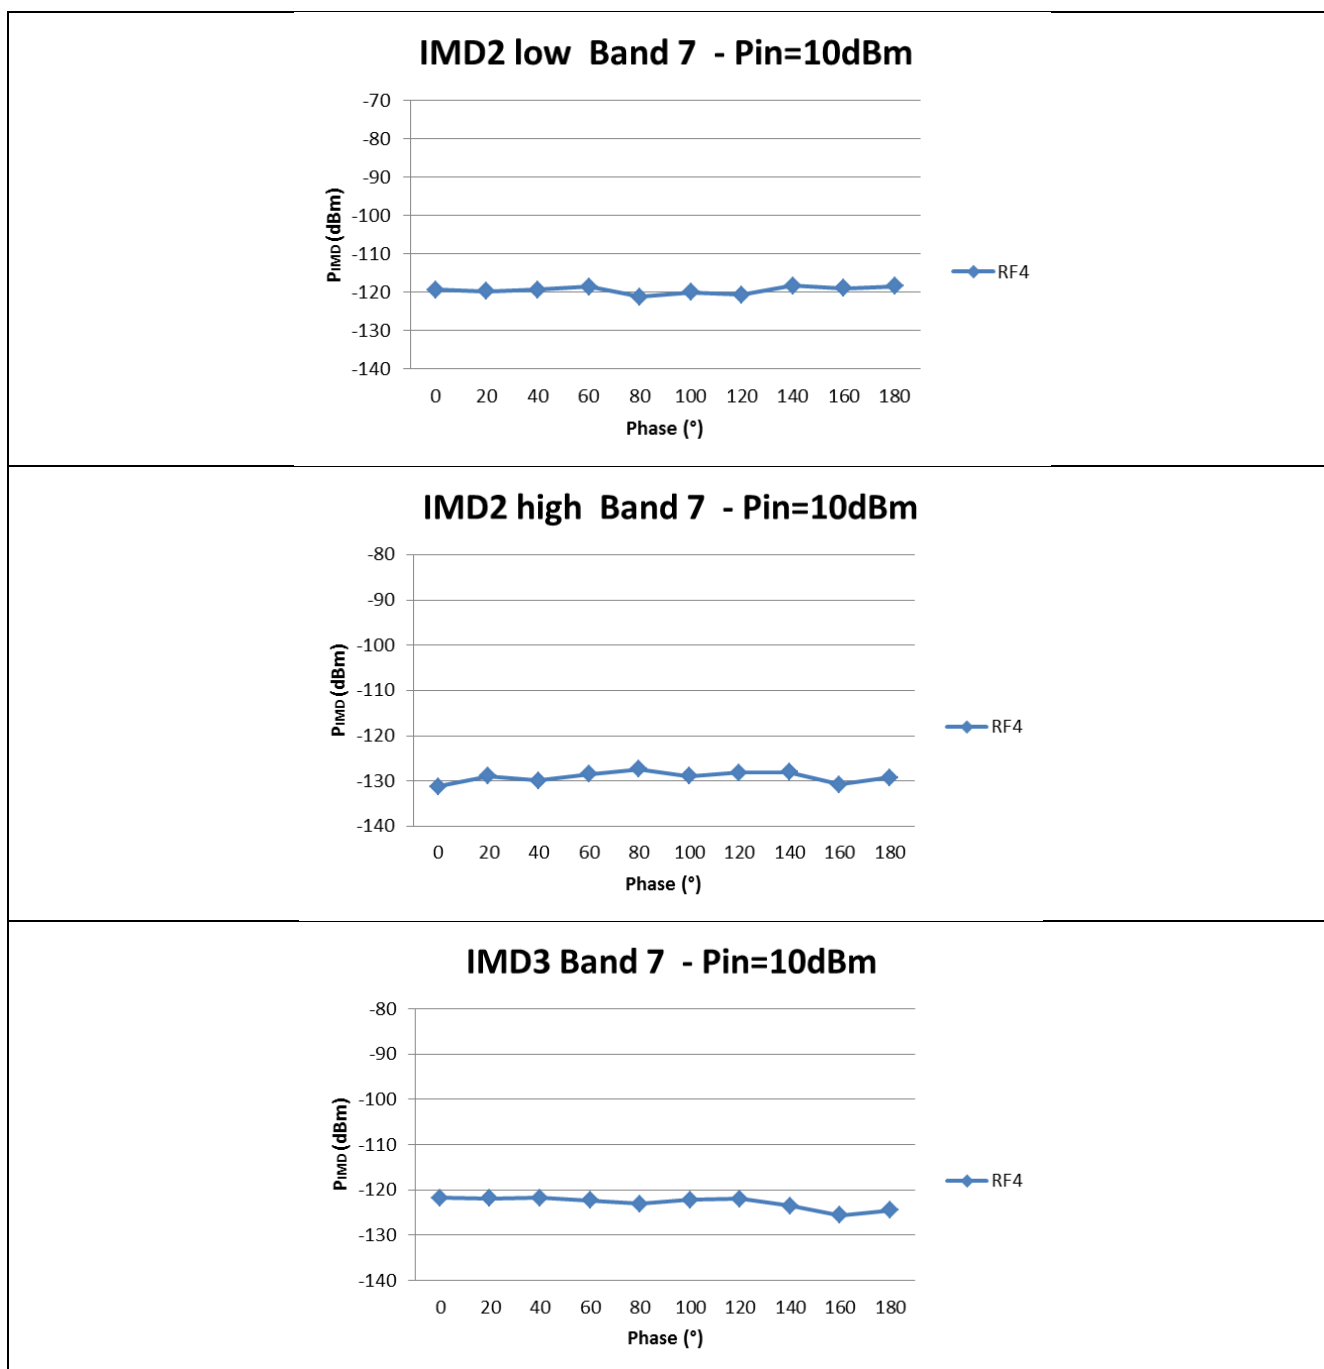 IMD2 low  Band 7  - Pin=10dBm
-70
-80
-90
-100
-110
-120
-130
-140
PIMD (dBm)
0 20 40 60 80 100 120 140 160 180
Phase (°)
RF4
IMD2 high  Band 7  - Pin=10dBm
-80
-90
-100
-110
-120
-130
-140
PIMD (dBm)
0 20 40 60 80 100 120 140 160 180
Phase (°)
RF4
IMD3 Band 7  - Pin=10dBm
-80
-90
-100
-110
-120
-130
-140
PIMD (dBm)
0 20 40 60 80 100 120 140 160 180
Phase (°)
RF4